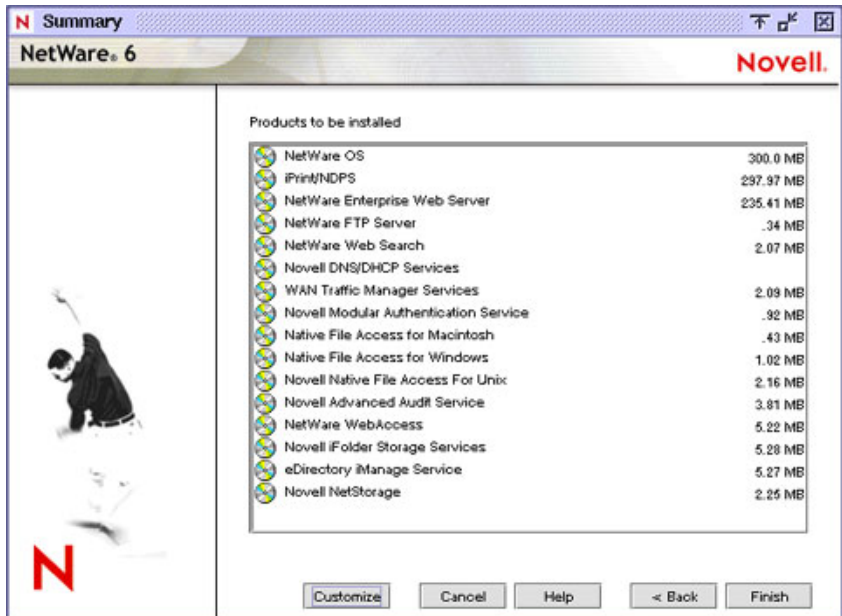 N Summary
NetWare® 6
Novell.
Products to be installed
NetWare OS 300.0 MB
iPrint/NDPS 297.97 MB
NetWare Enterprise Web Server 235.41 MB
NetWare FTP Server .34 MB
NetWare Web Search 2.07 MB
Novell DNS/DHCP Services
WAN Traffic Manager Services 2.09 MB
Novell Modular Authentication Service .92 MB
Native File Access for Macintosh .43 MB
Native File Access for Windows 1.02 MB
Novell Native File Access For Unix 2.16 MB
Novell Advanced Audit Service 3.81 MB
NetWare WebAccess 5.22 MB
Novell iFolder Storage Services 5.28 MB
eDirectory iManage Service 5.27 MB
Novell NetStorage 2.25 MB
N
Customize Cancel Help < Back Finish